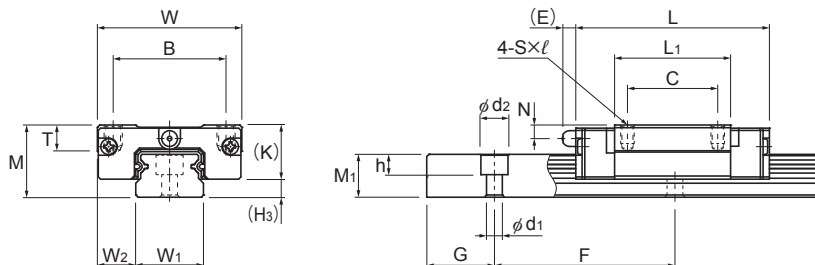 W
B
T
M
(K)
(H₃)
W₂
W₁
(E)
L
4-S×ℓ
L₁
C
N
φd₂
h
M₁
φd₁
G
F